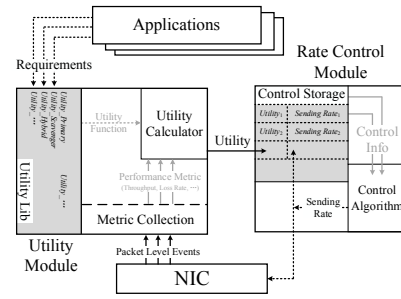 Applications
Requirements
Rate Control
Module
Utility_Primary
Utility_Scavenger
Utility_Hybrid
Utility_ ···
Utility_ ···
Utility Lib
Utility
Function
Utility
Calculator
Performance Metric
(Throughput, Loss Rate, ···)
Metric Collection
Utility
Module
Packet Level Events
NIC
Utility
Control Storage
Utility₁ Sending Rate₁
Utility₂ Sending Rate₂
Control
Info
Control
Algorithm
Sending
Rate